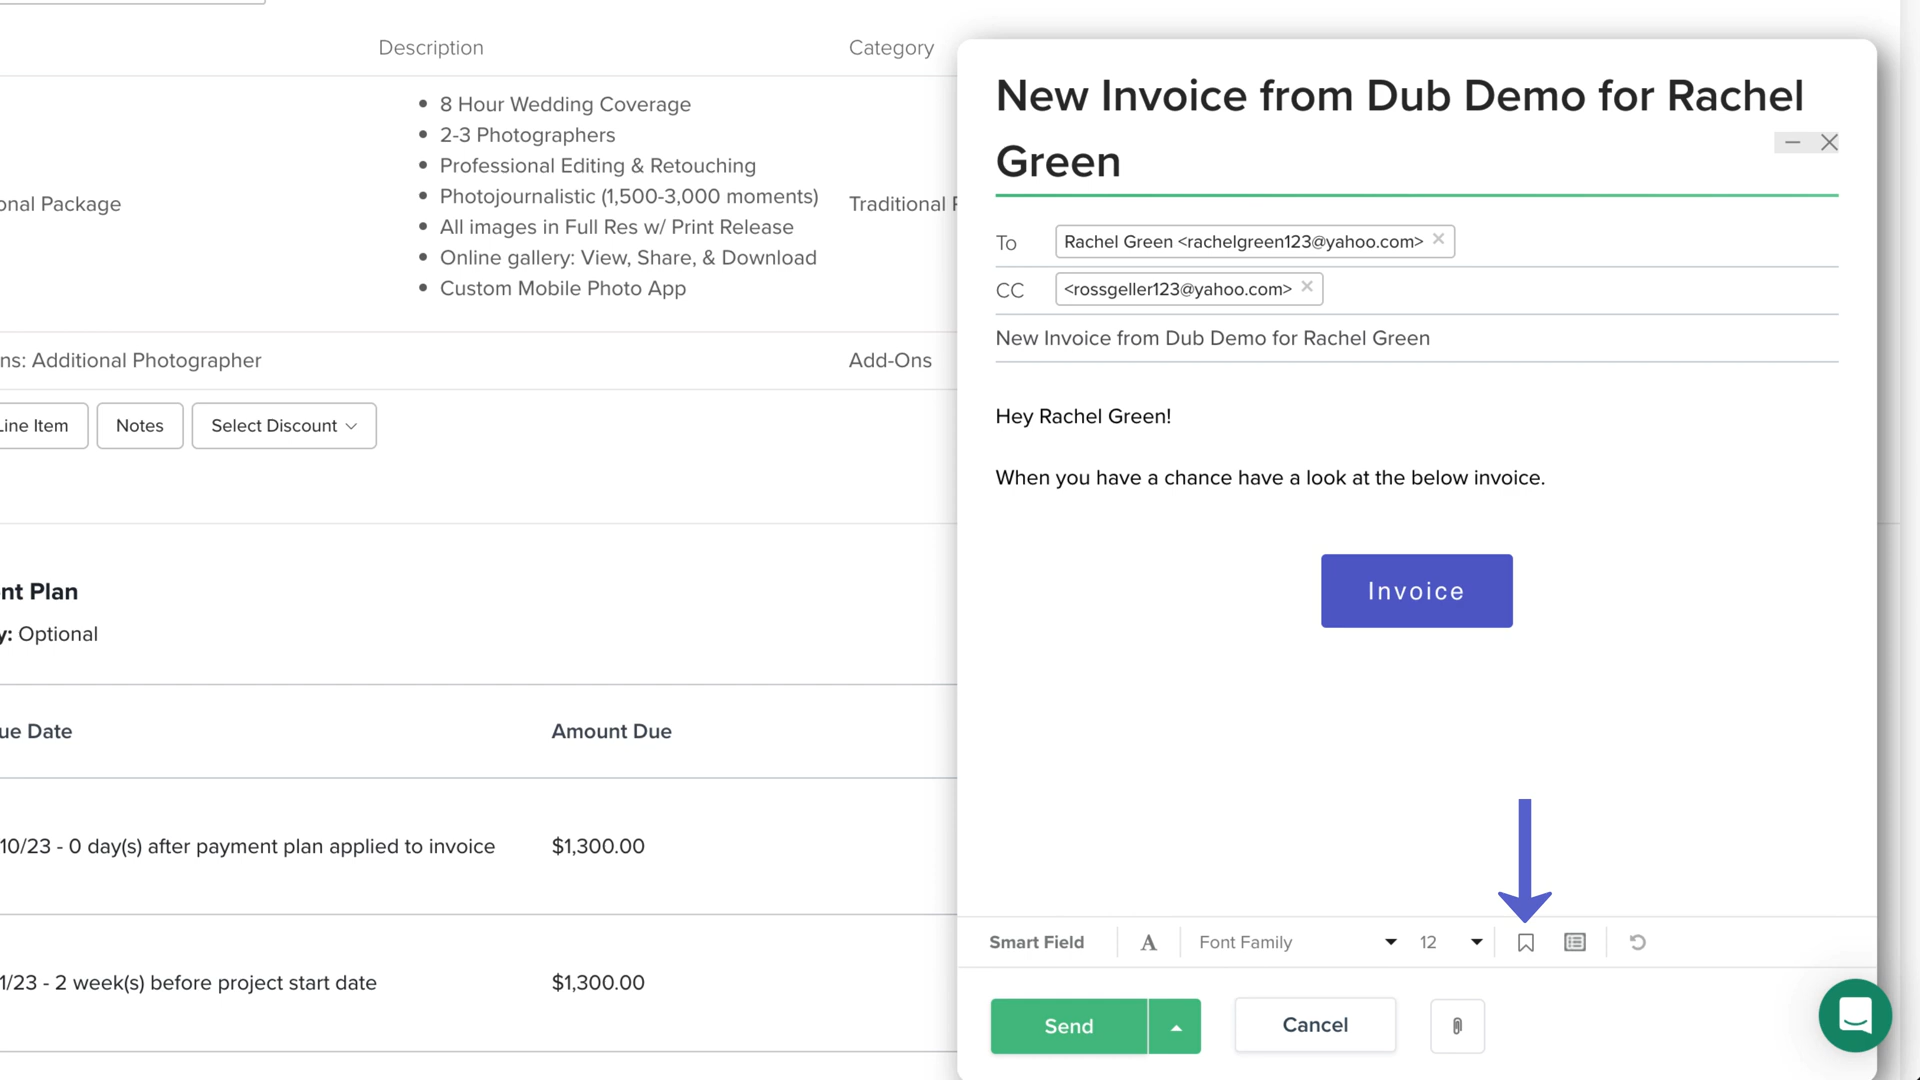 Description
Category
onal Package
8 Hour Wedding Coverage
2-3 Photographers
Professional Editing & Retouching
Photojournalistic (1,500-3,000 moments)
All images in Full Res w/ Print Release
Online gallery: View, Share, & Download
Custom Mobile Photo App
Traditional
ns: Additional Photographer
Add-Ons
Line Item
Notes
Select Discount
nt Plan
y: Optional
ue Date
Amount Due
10/23 - 0 day(s) after payment plan applied to invoice
$1,300.00
1/23 - 2 week(s) before project start date
$1,300.00
New Invoice from Dub Demo for Rachel
Green
To
Rachel Green <rachelgreen123@yahoo.com>
CC
<rossgeller123@yahoo.com>
New Invoice from Dub Demo for Rachel Green
Hey Rachel Green!
When you have a chance have a look at the below invoice.
Invoice
Smart Field
A
Font Family
12
Send
Cancel